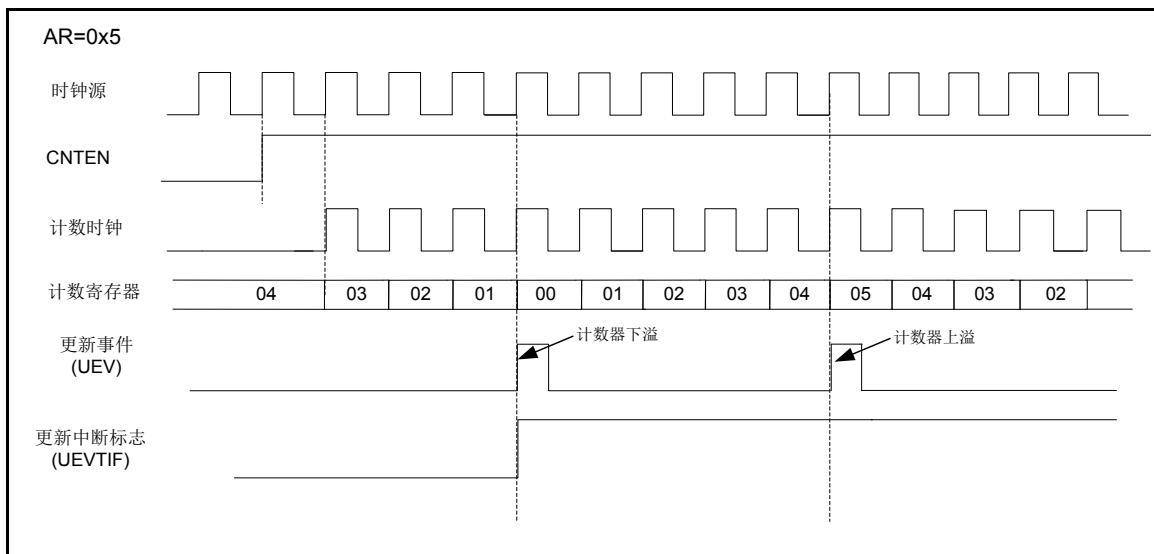 AR=0x5
时钟源
CNTEN
计数时钟
计数寄存器 04 03 02 01 00 01 02 03 04 05 04 03 02
更新事件
(UEV)
计数器下溢
计数器上溢
更新中断标志
(UEVTIF)